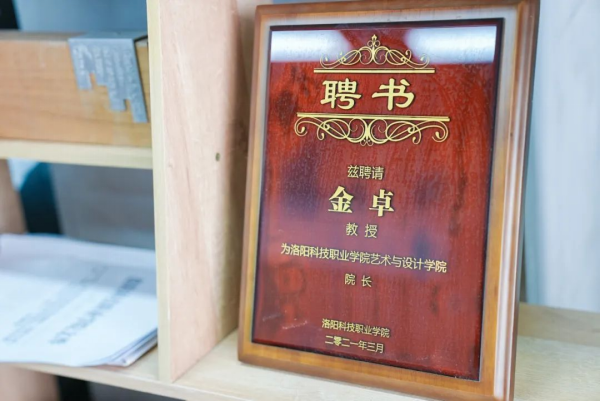 聘书
兹聘请
金卓
教授
为洛阳科技职业学院艺术与设计学院
院长
洛阳科技职业学院
二零二一年三月